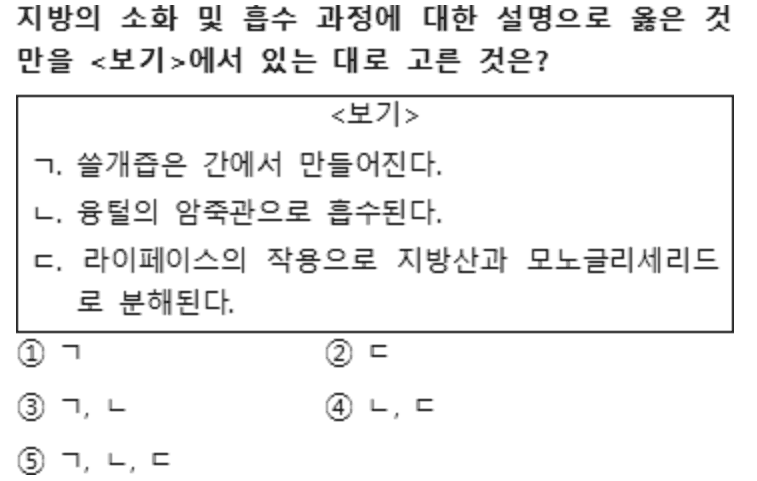 지방의 소화 및 흡수 과정에 대한 설명으로 옳은 것
만을 <보기>에서 있는 대로 고른 것은?
<보기>
ㄱ. 쓸개즙은 간에서 만들어진다.
ㄴ. 융털의 암죽관으로 흡수된다.
ㄷ. 라이페이스의 작용으로 지방산과 모노글리세리드
로 분해된다.
① ㄱ ② ㄷ
③ ㄱ, ㄴ ④ ㄴ, ㄷ
⑤ ㄱ, ㄴ, ㄷ